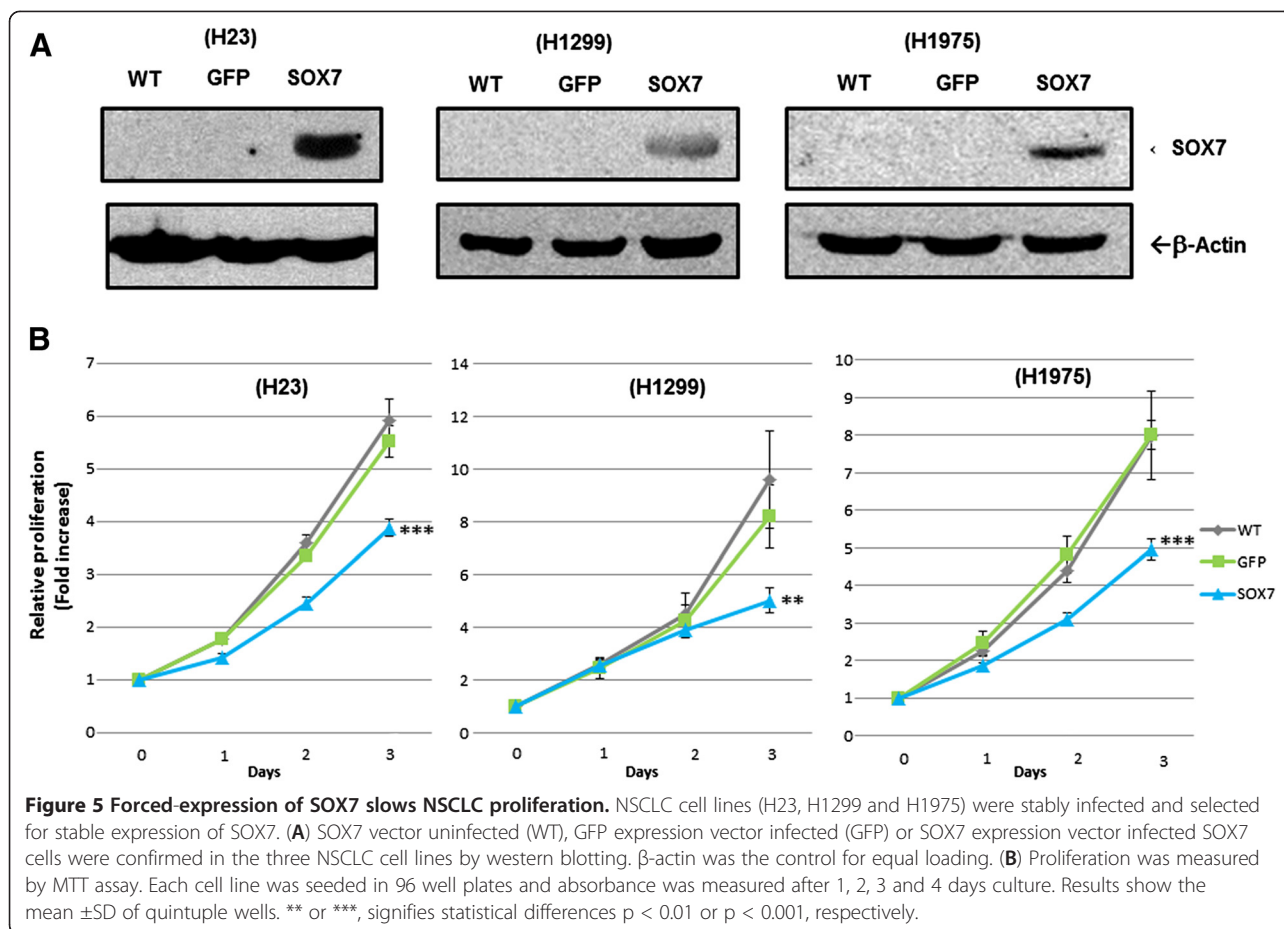 A
(H23)
(H1299)
(H1975)
WT GFP SOX7
WT GFP SOX7
WT GFP SOX7
‹ SOX7
←β-Actin
B
Relative proliferation
(Fold increase)
(H23)
7
6
5
4
3
2
1
0
***
0 1 2 3
Days
(H1299)
14
12
10
8
6
4
2
0
**
0 1 2 3
Days
(H1975)
10
9
8
7
6
5
4
3
2
1
0
***
0 1 2 3
Days
WT
GFP
SOX7
Figure 5 Forced-expression of SOX7 slows NSCLC proliferation. NSCLC cell lines (H23, H1299 and H1975) were stably infected and selected
for stable expression of SOX7. (A) SOX7 vector uninfected (WT), GFP expression vector infected (GFP) or SOX7 expression vector infected SOX7
cells were confirmed in the three NSCLC cell lines by western blotting. β-actin was the control for equal loading. (B) Proliferation was measured
by MTT assay. Each cell line was seeded in 96 well plates and absorbance was measured after 1, 2, 3 and 4 days culture. Results show the
mean ±SD of quintuple wells. ** or ***, signifies statistical differences p < 0.01 or p < 0.001, respectively.